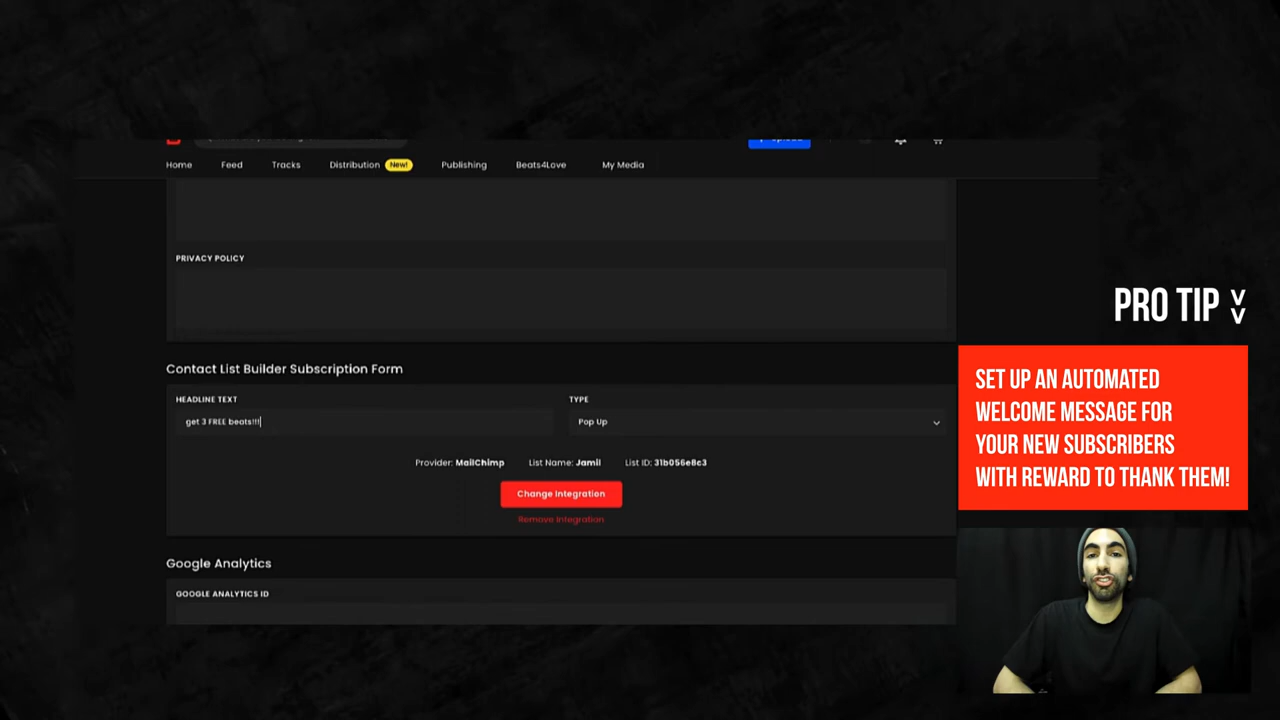 Home Feed Tracks Distribution New! Publishing Beats4Love My Media
PRIVACY POLICY
Contact List Builder Subscription Form
HEADLINE TEXT TYPE
get 3 FREE beats!!! Pop Up
Provider: MailChimp List Name: Jamil List ID: 31b056e8c3
Change Integration
Remove Integration
Google Analytics
GOOGLE ANALYTICS ID
PRO TIP
SET UP AN AUTOMATED
WELCOME MESSAGE FOR
YOUR NEW SUBSCRIBERS
WITH REWARD TO THANK THEM!